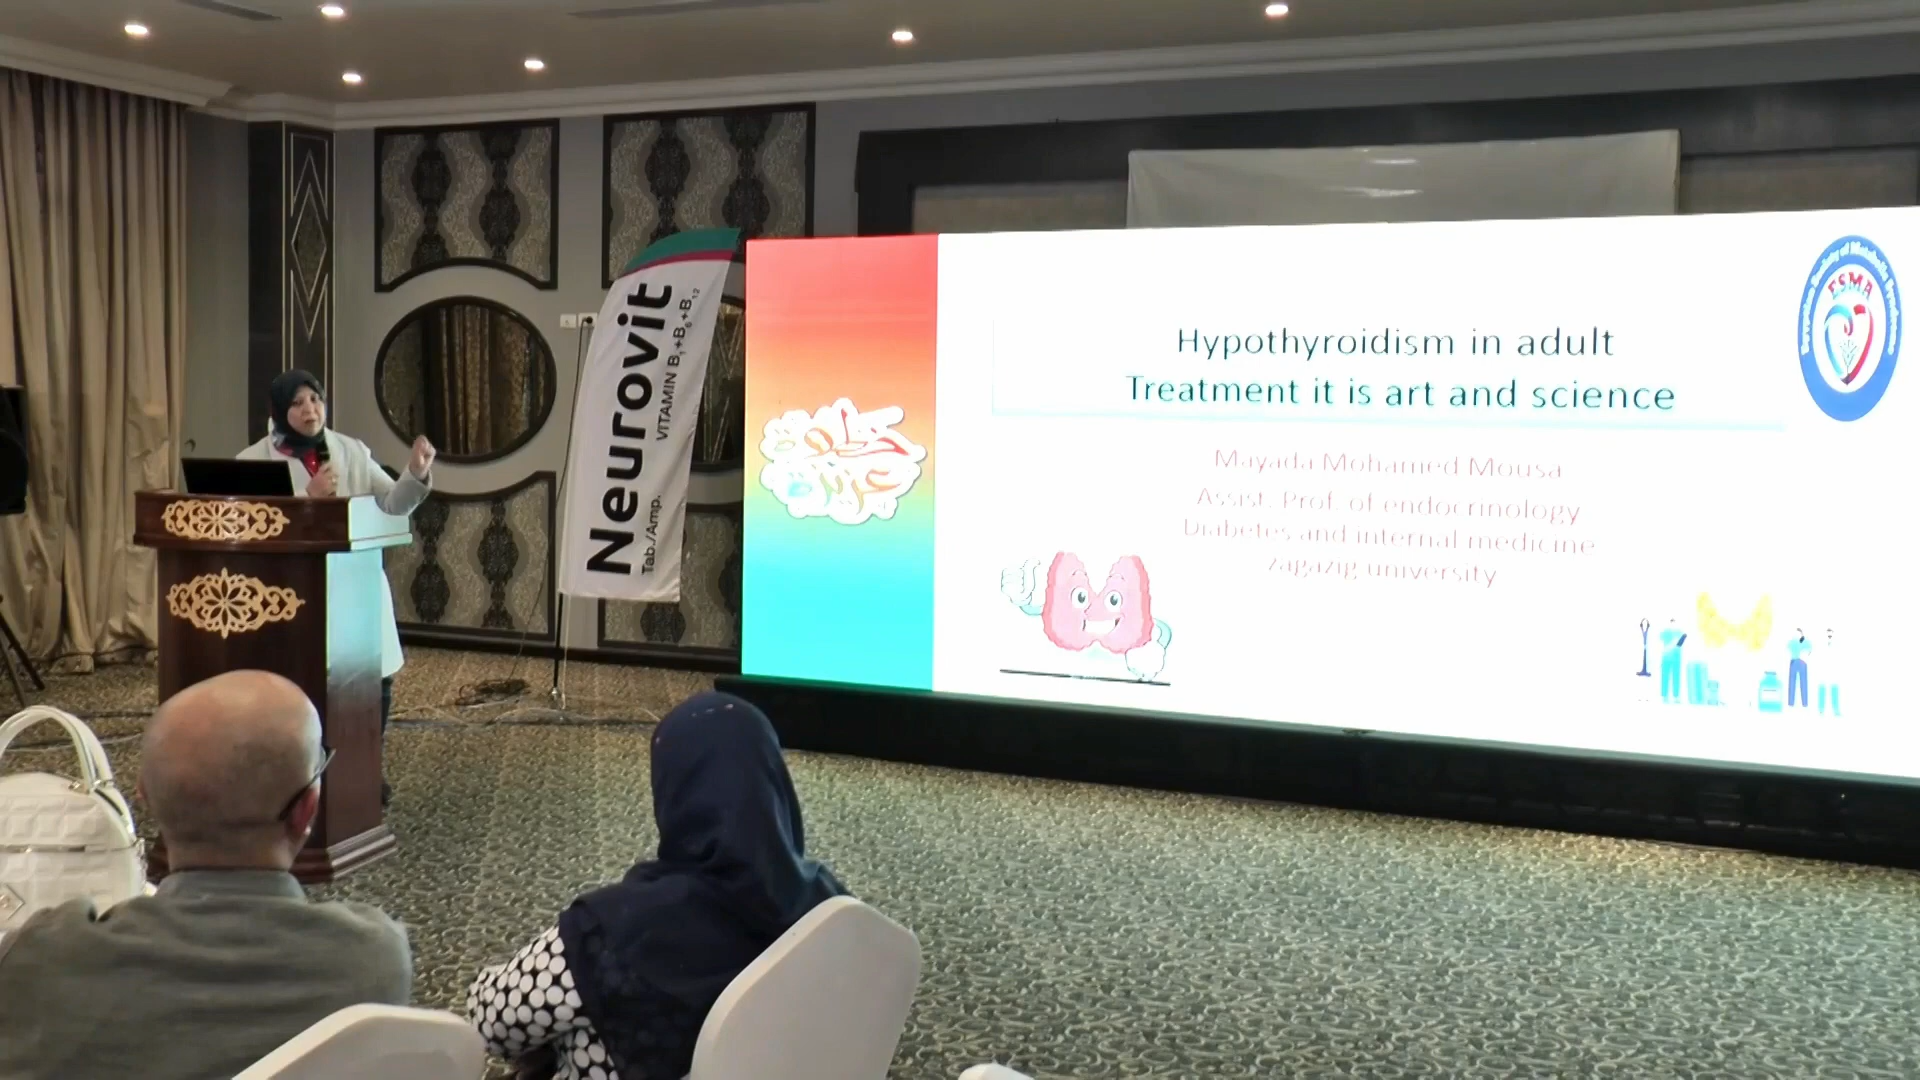 Neurovit
VITAMIN B1+B6+B12
Tab./Amp.
Hypothyroidism in adult
Treatment it is art and science
Mayada Mohamed Mousa
Assist. Prof. of endocrinology
Diabetes and internal medicine
zagazig university
ESMA